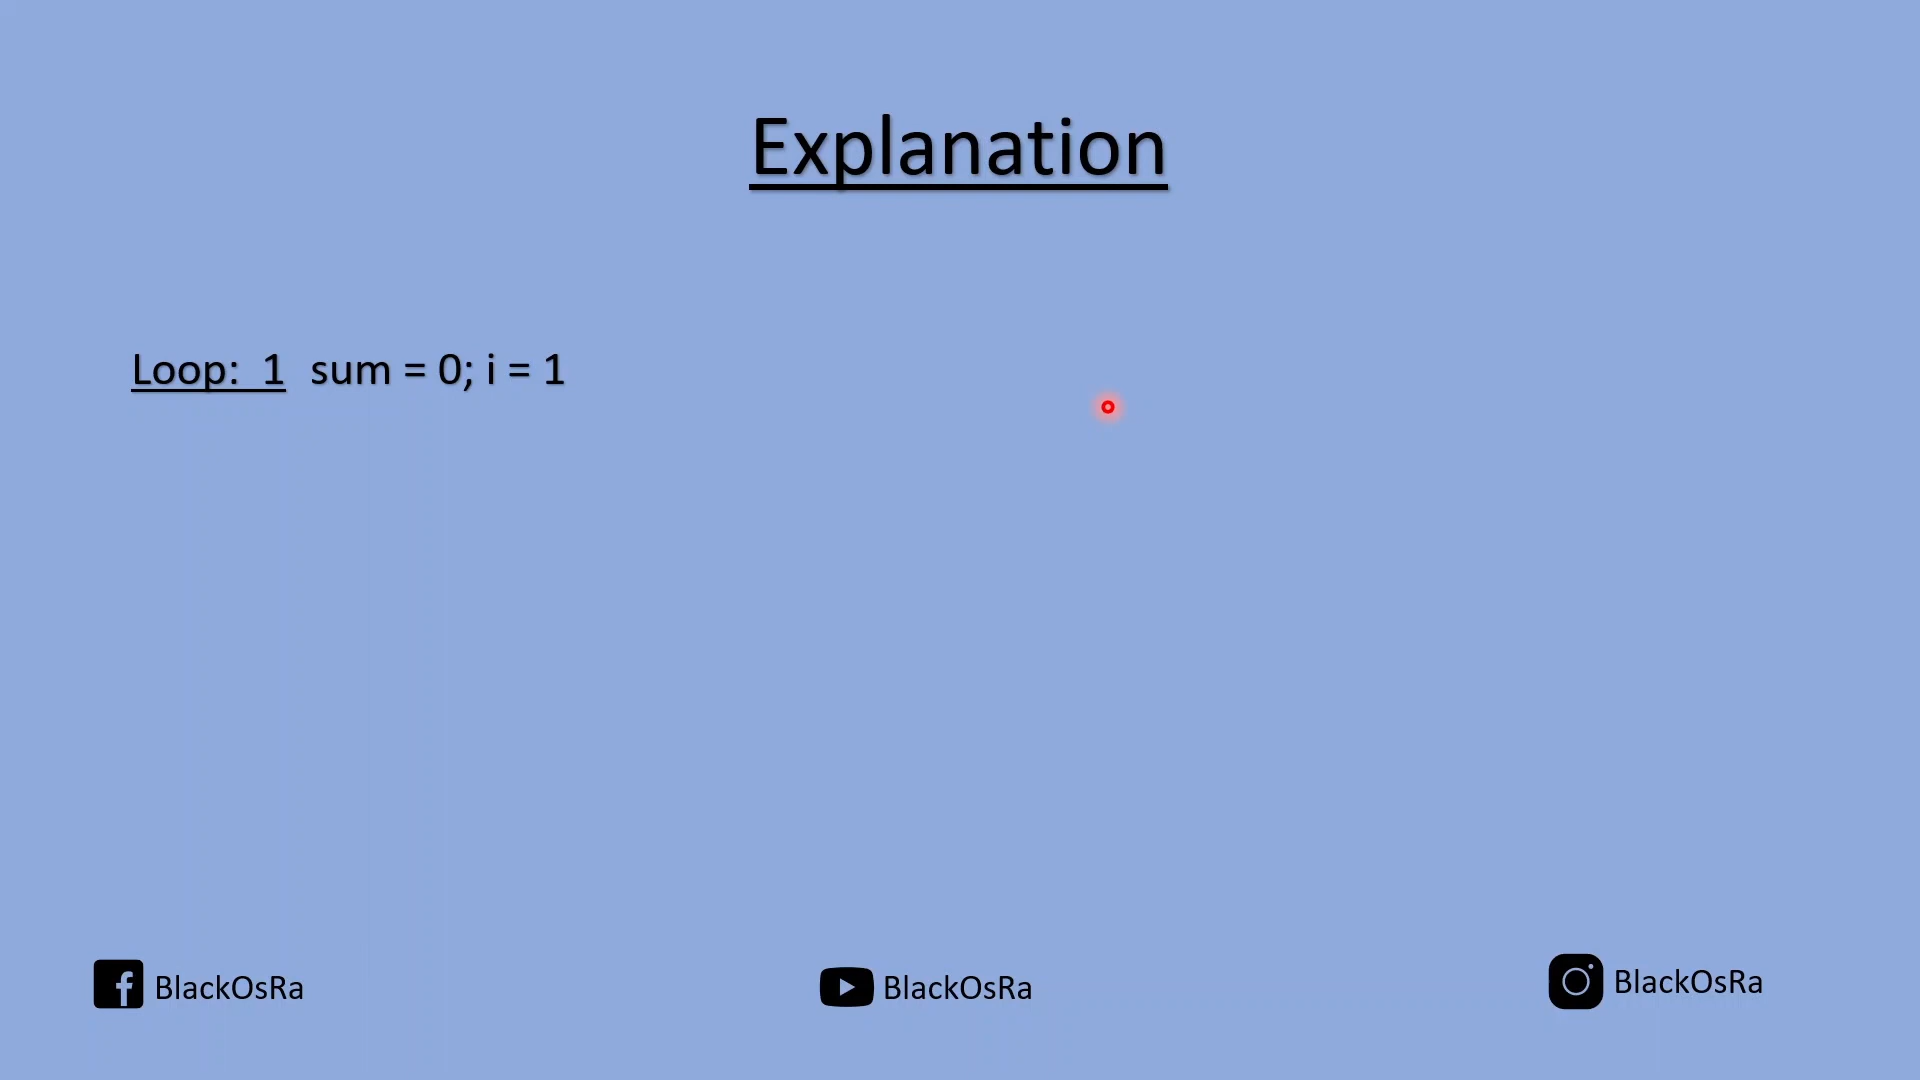 Explanation
Loop: 1 sum = 0; i = 1
BlackOsRa
BlackOsRa
BlackOsRa